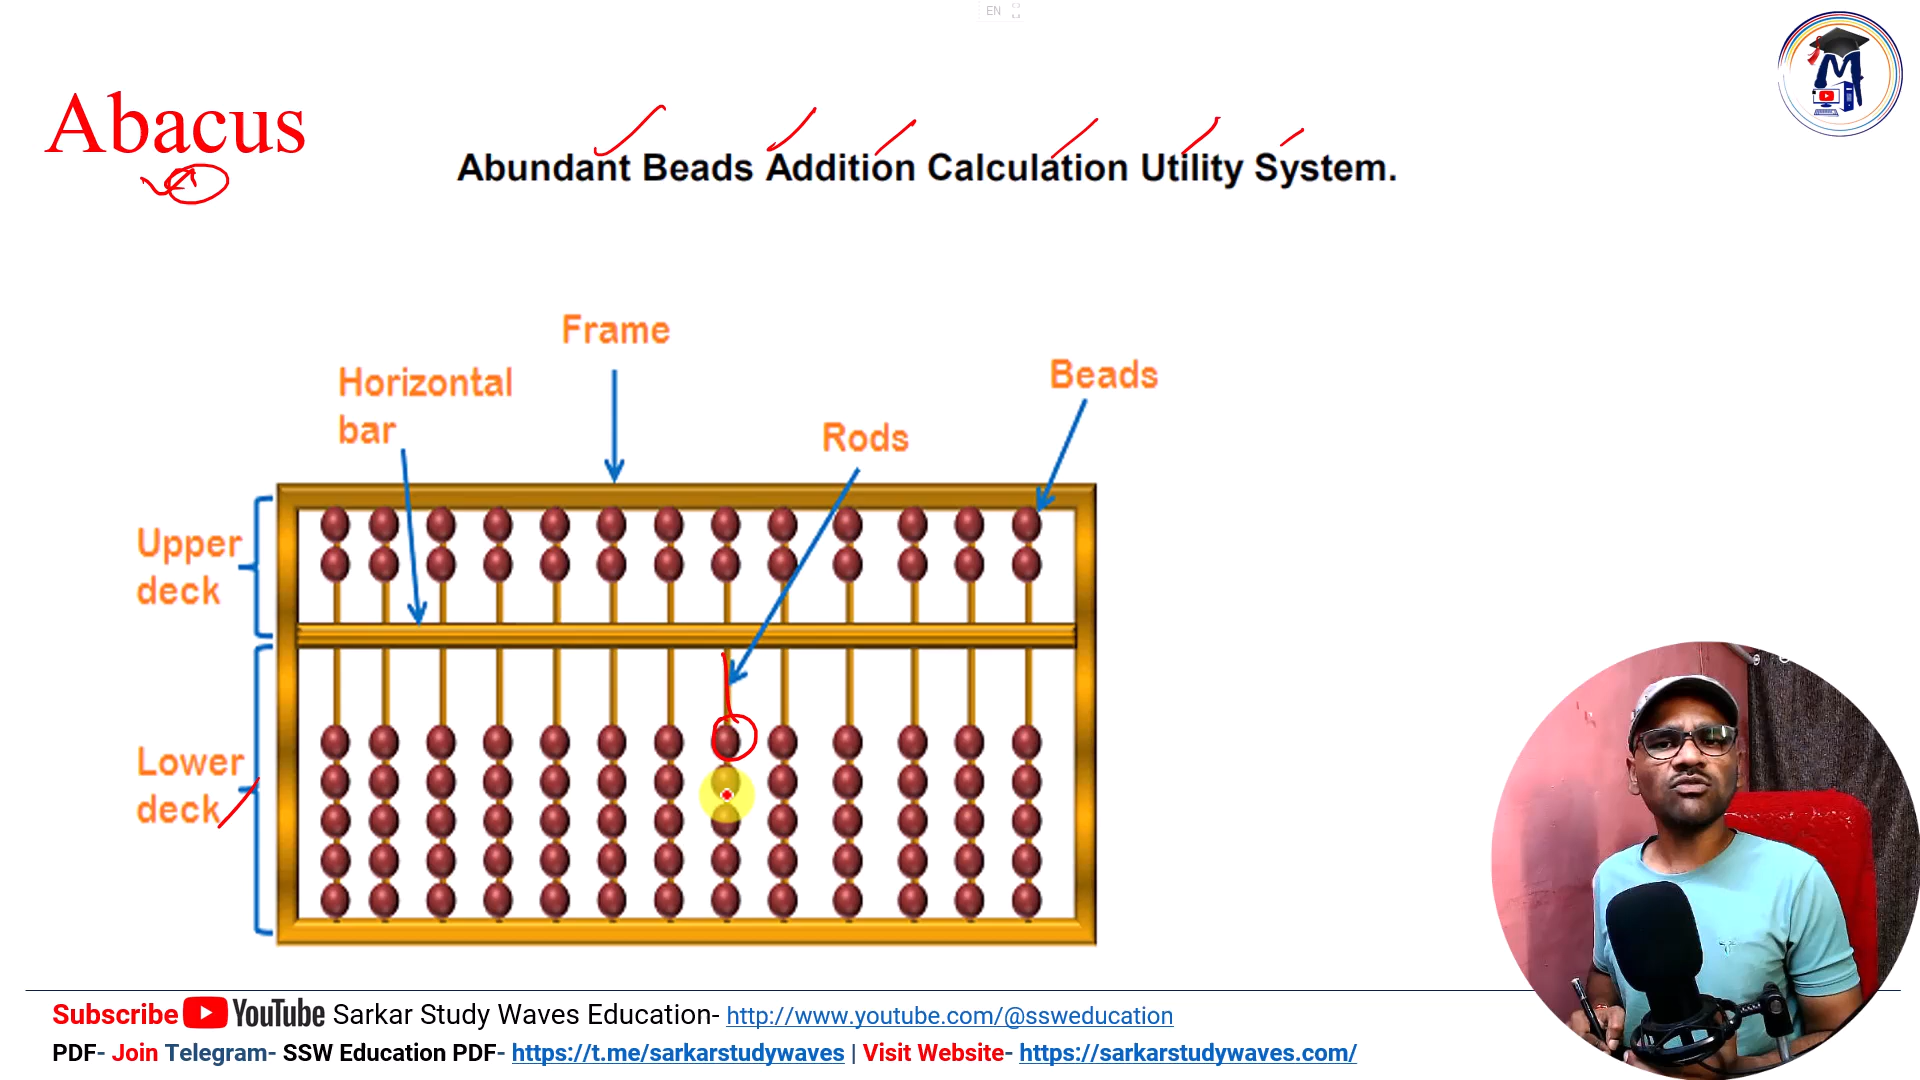 EN
Abacus
Abundant Beads Addition Calculation Utility System.
Frame
Horizontal
bar
Beads
Rods
Upper
deck
Lower
deck
Subscribe YouTube Sarkar Study Waves Education- http://www.youtube.com/@ssweducation
PDF- Join Telegram- SSW Education PDF- https://t.me/sarkarstudywaves | Visit Website- https://sarkarstudywaves.com/